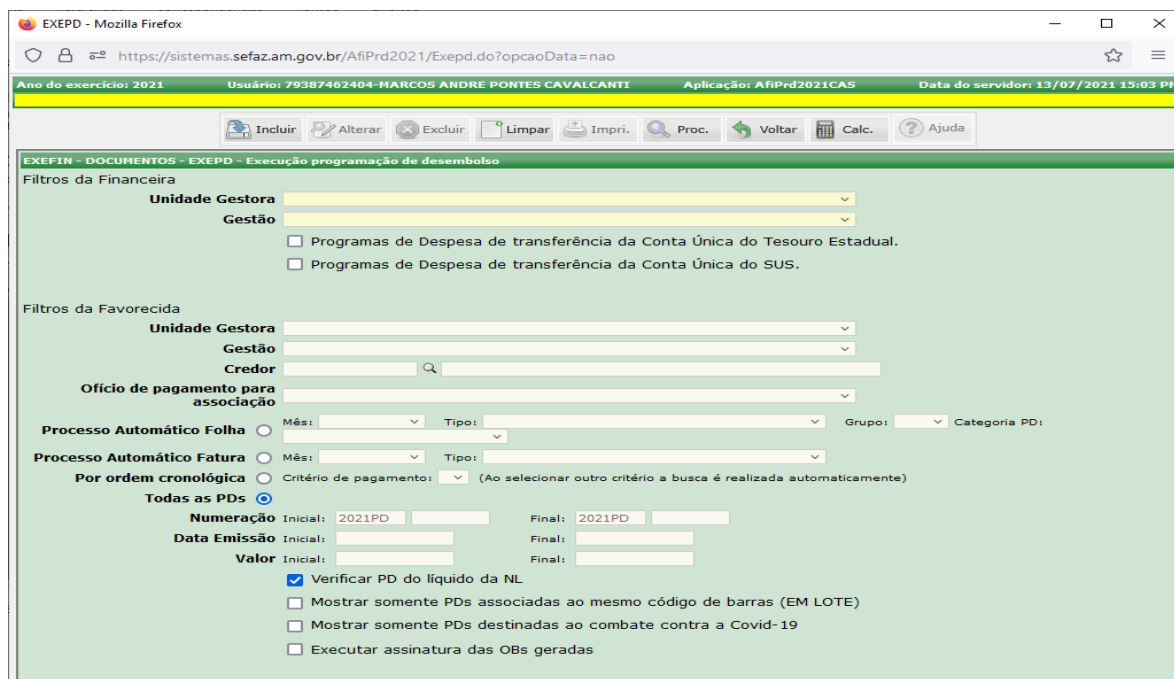 EXEPD - Mozilla Firefox
https://sistemas.sefaz.am.gov.br/AfiPrd2021/Exepd.do?opcaoData=nao
Ano do exercício: 2021 Usuário: 79387462404-MARCOS ANDRE PONTES CAVALCANTI Aplicação: AfiPrd2021CAS Data do servidor: 13/07/2021 15:03 PM
Incluir Alterar Excluir Limpar Impri. Proc. Voltar Calc. Ajuda
EXEFIN - DOCUMENTOS - EXEPD - Execução programação de desembolso
Filtros da Financeira
Unidade Gestora
Gestão
Programas de Despesa de transferência da Conta Única do Tesouro Estadual.
Programas de Despesa de transferência da Conta Única do SUS.
Filtros da Favorecida
Unidade Gestora
Gestão
Credor
Ofício de pagamento para
associação
Processo Automático Folha Mês: Tipo: Grupo: Categoria PD:
Processo Automático Fatura Mês: Tipo:
Por ordem cronológica Critério de pagamento: (Ao selecionar outro critério a busca é realizada automaticamente)
Todas as PDs
Numeração Inicial: 2021PD Final: 2021PD
Data Emissão Inicial: Final:
Valor Inicial: Final:
Verificar PD do líquido da NL
Mostrar somente PDs associadas ao mesmo código de barras (EM LOTE)
Mostrar somente PDs destinadas ao combate contra a Covid-19
Executar assinatura das OBs geradas